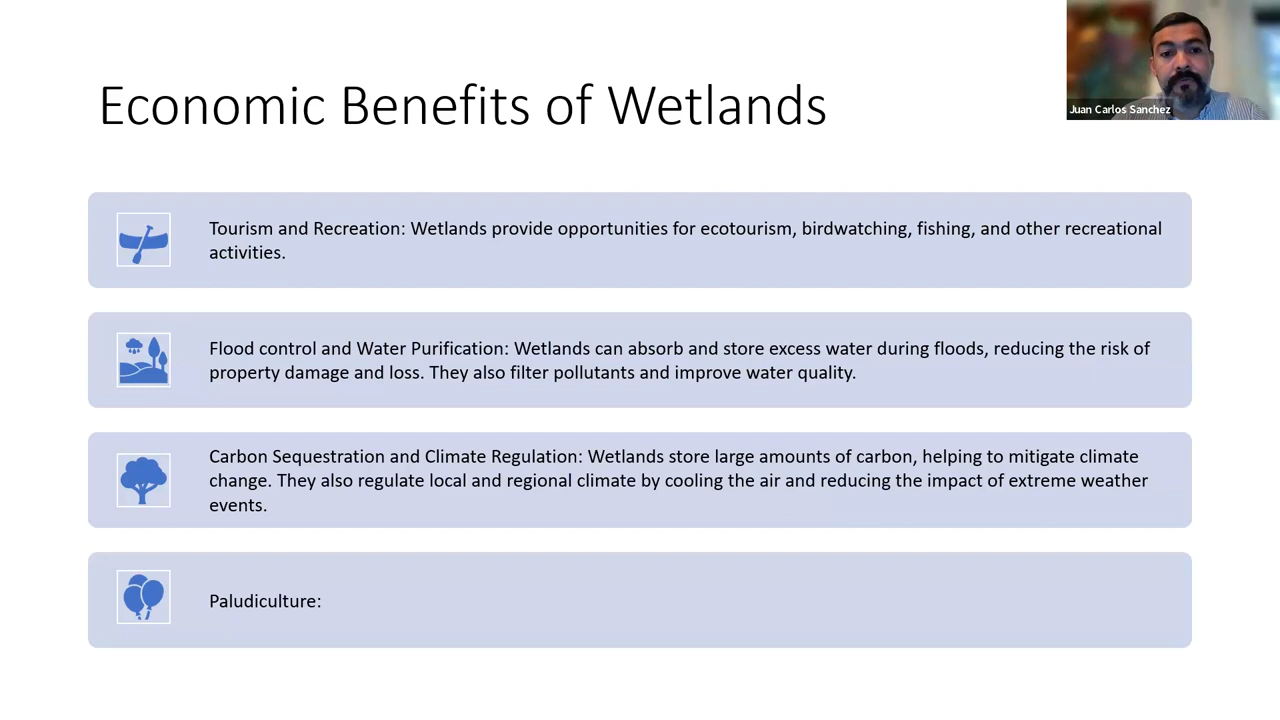 Economic Benefits of Wetlands
Juan Carlos Sanchez
Tourism and Recreation: Wetlands provide opportunities for ecotourism, birdwatching, fishing, and other recreational
activities.
Flood control and Water Purification: Wetlands can absorb and store excess water during floods, reducing the risk of
property damage and loss. They also filter pollutants and improve water quality.
Carbon Sequestration and Climate Regulation: Wetlands store large amounts of carbon, helping to mitigate climate
change. They also regulate local and regional climate by cooling the air and reducing the impact of extreme weather
events.
Paludiculture: